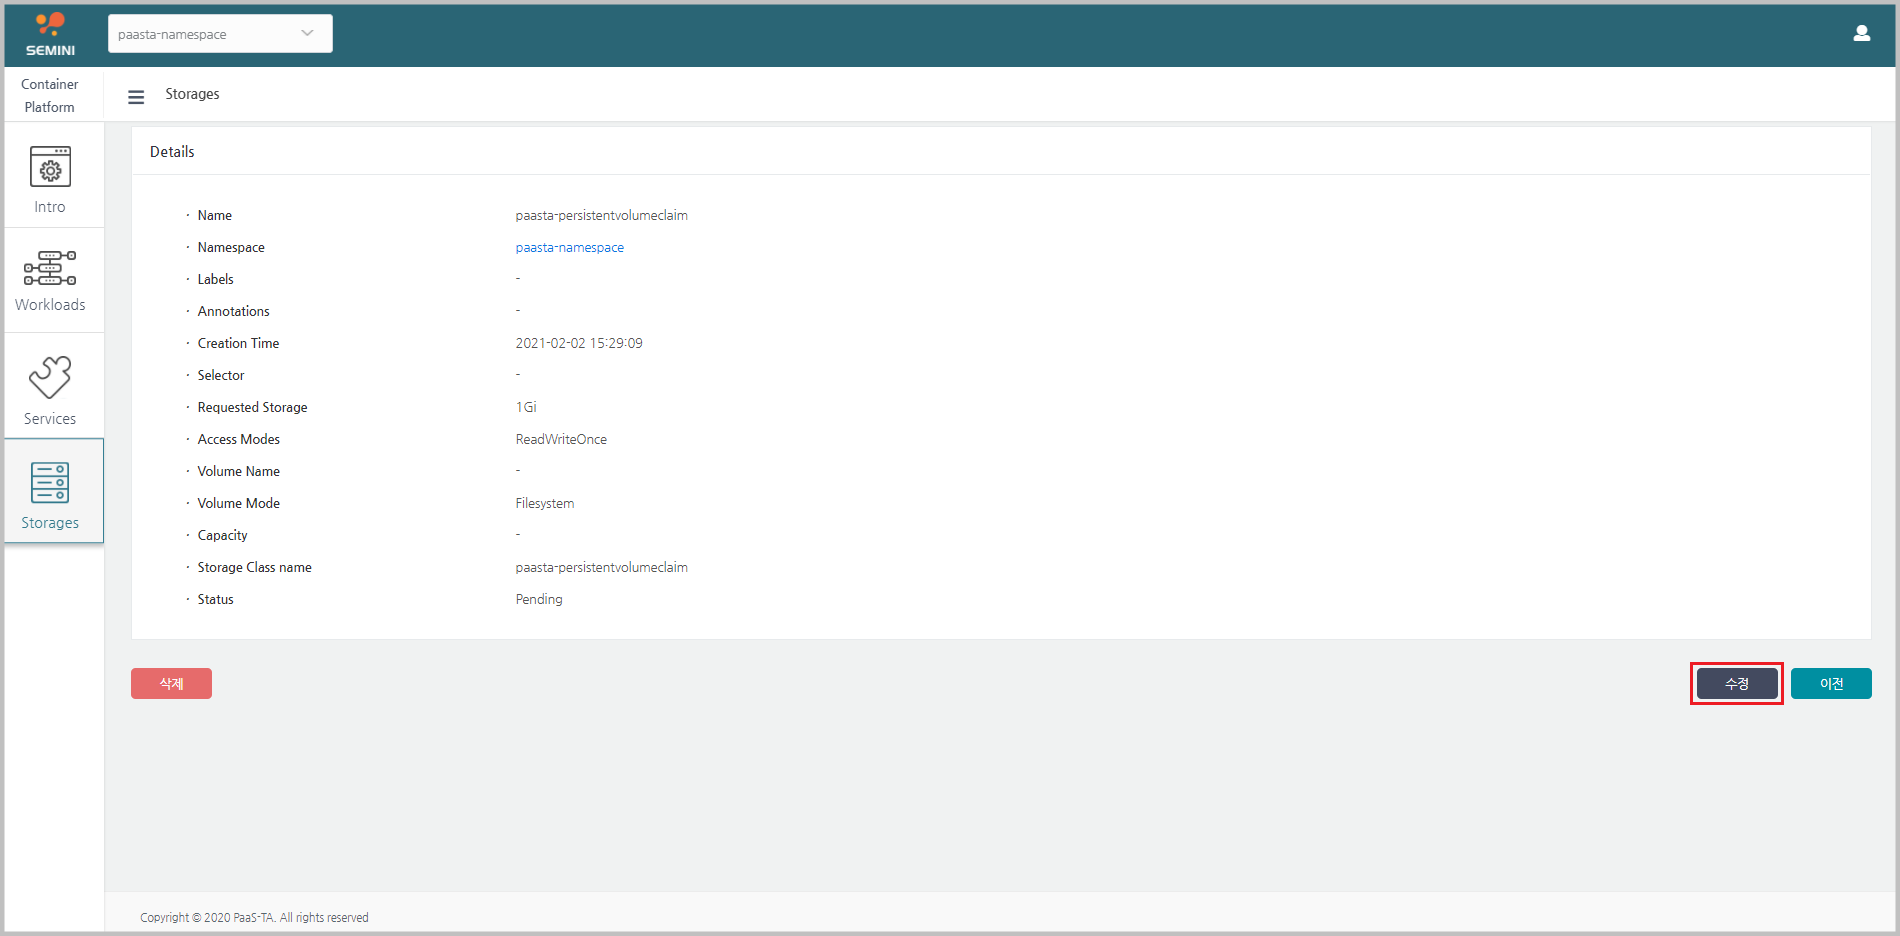 SEMINI
paasta-namespace
Container
Platform
Storages
Intro
Workloads
Services
Storages
Details
· Name paasta-persistentvolumeclaim
· Namespace paasta-namespace
· Labels -
· Annotations -
· Creation Time 2021-02-02 15:29:09
· Selector -
· Requested Storage 1Gi
· Access Modes ReadWriteOnce
· Volume Name -
· Volume Mode Filesystem
· Capacity -
· Storage Class name paasta-persistentvolumeclaim
· Status Pending
삭제 수정 이전
Copyright © 2020 PaaS-TA. All rights reserved